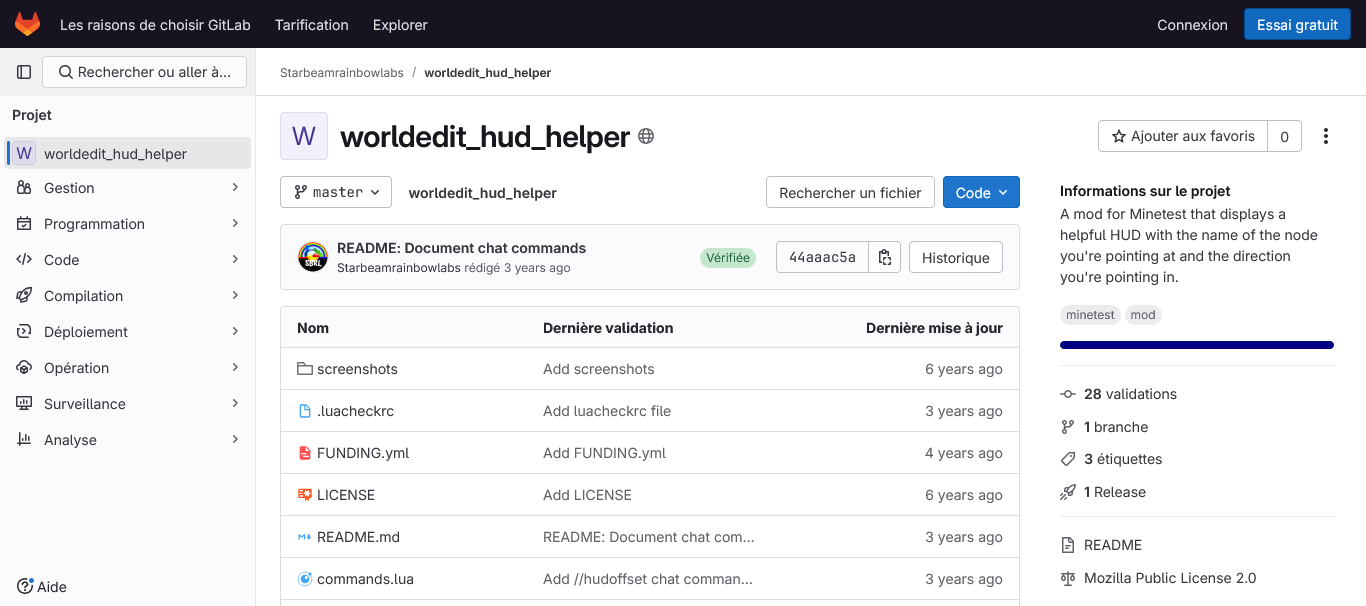 Les raisons de choisir GitLab Tarification Explorer Connexion Essai gratuit
Rechercher ou aller à...
Starbeamrainbowlabs / worldedit_hud_helper
Projet
W worldedit_hud_helper
Gestion
Programmation
Code
Compilation
Déploiement
Opération
Surveillance
Analyse
Aide
W worldedit_hud_helper
Ajouter aux favoris 0
master worldedit_hud_helper Rechercher un fichier Code
SBRL
README: Document chat commands
Starbeamrainbowlabs rédigé 3 years ago
Vérifiée 44aaac5a Historique
Nom Dernière validation Dernière mise à jour
screenshots Add screenshots 6 years ago
.luacheckrc Add luacheckrc file 3 years ago
FUNDING.yml Add FUNDING.yml 4 years ago
LICENSE Add LICENSE 6 years ago
README.md README: Document chat com... 3 years ago
commands.lua Add //hudoffset chat comman... 3 years ago
Informations sur le projet
A mod for Minetest that displays a
helpful HUD with the name of the node
you're pointing at and the direction
you're pointing in.
minetest mod
28 validations
1 branche
3 étiquettes
1 Release
README
Mozilla Public License 2.0